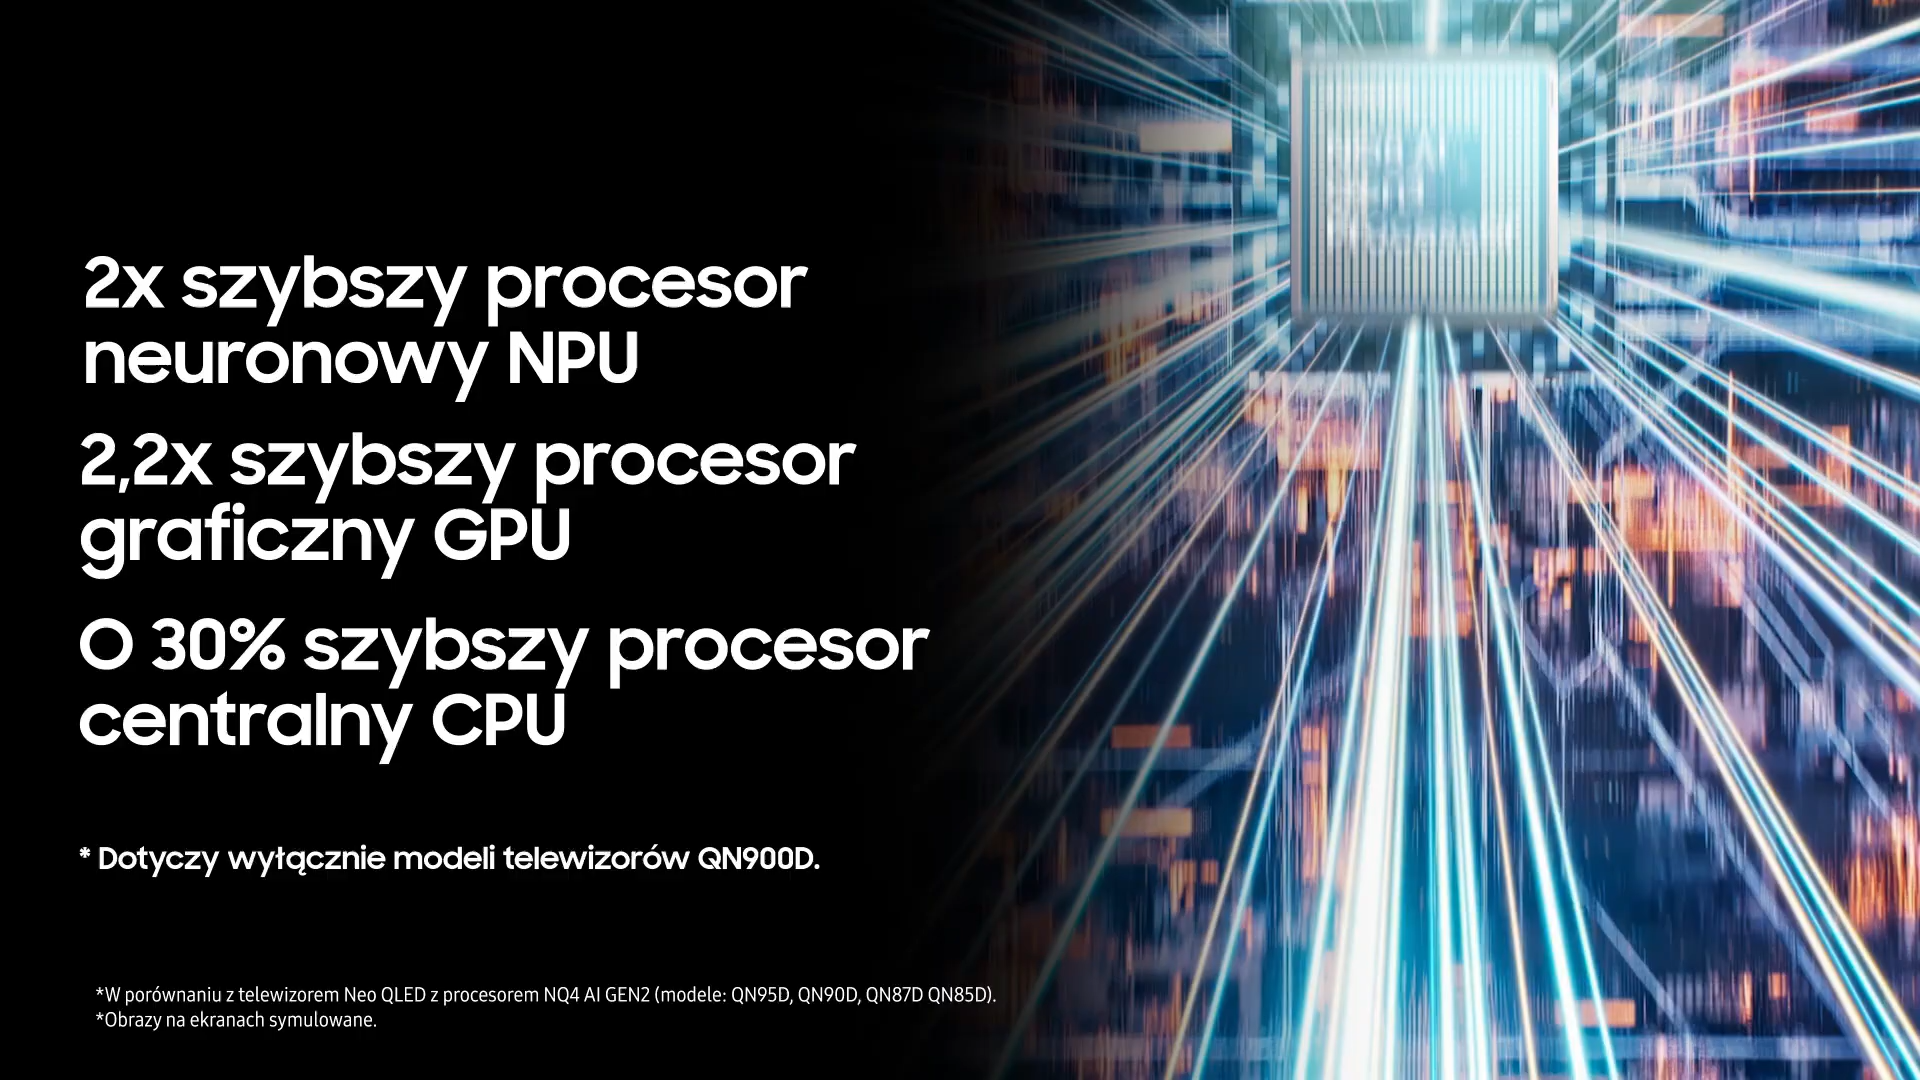 2x szybszy procesor
neuronowy NPU
2,2x szybszy procesor
graficzny GPU
O 30% szybszy procesor
centralny CPU
* Dotyczy wyłącznie modeli telewizorów QN900D.
*W porównaniu z telewizorem Neo QLED z procesorem NQ4 AI GEN2 (modele: QN95D, QN90D, QN87D QN85D).
*Obrazy na ekranach symulowane.